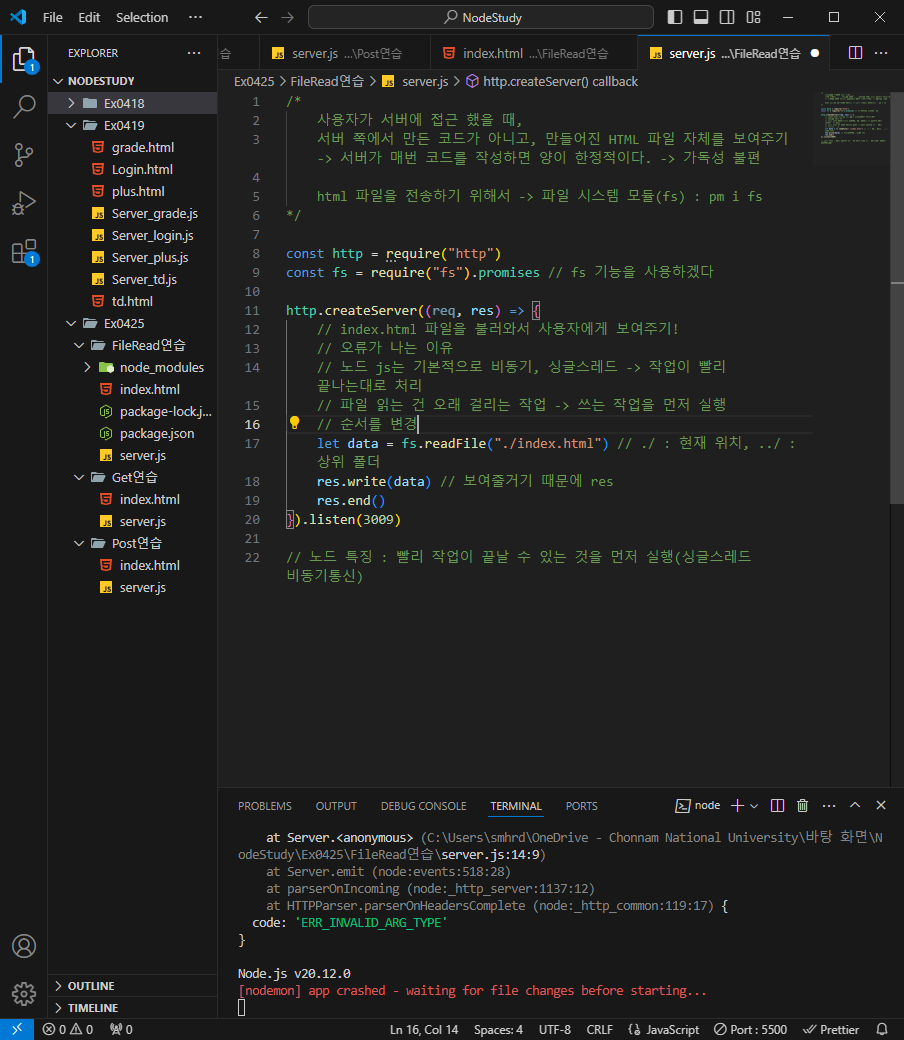 File Edit Selection ··· NodeStudy
EXPLORER ···
NODESTUDY
Ex0418
Ex0419
grade.html
Login.html
plus.html
Server_grade.js
Server_login.js
Server_plus.js
Server_td.js
td.html
Ex0425
FileRead연습
node_modules
index.html
package-lock.j...
package.json
server.js
Get연습
index.html
server.js
Post연습
index.html
server.js
OUTLINE
TIMELINE
습 server.js ...\Post연습 index.html ...\FileRead연습 server.js ...\FileRead연습
Ex0425 > FileRead연습 > JS server.js > http.createServer() callback
1 /*
2 사용자가 서버에 접근 했을 때,
3 서버 쪽에서 만든 코드가 아니고, 만들어진 HTML 파일 자체를 보여주기
-> 서버가 매번 코드를 작성하면 양이 한정적이다. -> 가독성 불편
4
5 html 파일을 전송하기 위해서 -> 파일 시스템 모듈(fs) : pm i fs
6 */
7
8 const http = require("http")
9 const fs = require("fs").promises // fs 기능을 사용하겠다
10
11 http.createServer((req, res) => {
12 // index.html 파일을 불러와서 사용자에게 보여주기!
13 // 오류가 나는 이유
14 // 노드 js는 기본적으로 비동기, 싱글스레드 -> 작업이 빨리
끝나는대로 처리
15 // 파일 읽는 건 오래 걸리는 작업 -> 쓰는 작업을 먼저 실행
16 // 순서를 변경
17 let data = fs.readFile("./index.html") // ./ : 현재 위치, ../ :
상위 폴더
18 res.write(data) // 보여줄거기 때문에 res
19 res.end()
20 }).listen(3009)
21
22 // 노드 특징 : 빨리 작업이 끝날 수 있는 것을 먼저 실행(싱글스레드
비동기통신)
PROBLEMS OUTPUT DEBUG CONSOLE TERMINAL PORTS node
at Server.<anonymous> (C:\Users\smhrd\OneDrive - Chonnam National University\바탕 화면\N
odeStudy\Ex0425\FileRead연습\server.js:14:9)
at Server.emit (node:events:518:28)
at parserOnIncoming (node:_http_server:1137:12)
at HTTPParser.parserOnHeadersComplete (node:_http_common:119:17) {
code: 'ERR_INVALID_ARG_TYPE'
}
Node.js v20.12.0
[nodemon] app crashed - waiting for file changes before starting...
0 0 0 Ln 16, Col 14 Spaces: 4 UTF-8 CRLF JavaScript Port : 5500 Prettier